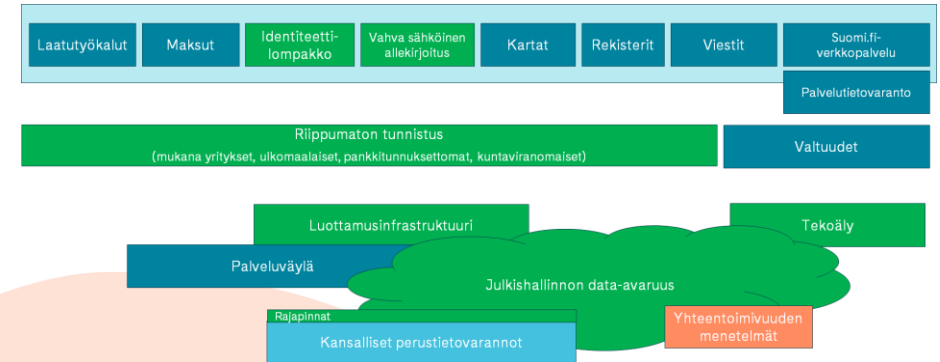 Laatutyökalut
Maksut
Identiteetti-
lompakko
Vahva sähköinen
allekirjoitus
Kartat
Rekisterit
Viestit
Suomi.fi-
verkkopalvelu
Palvelutietovaranto
Riippumaton tunnistus
(mukana yritykset, ulkomaalaiset, pankkitunnuksettomat, kuntaviranomaiset)
Valtuudet
Luottamusinfrastruktuuri
Tekoäly
Palveluväylä
Julkishallinnon data-avaruus
Rajapinnat
Kansalliset perustietovarannot
Yhteentoimivuuden
menetelmät